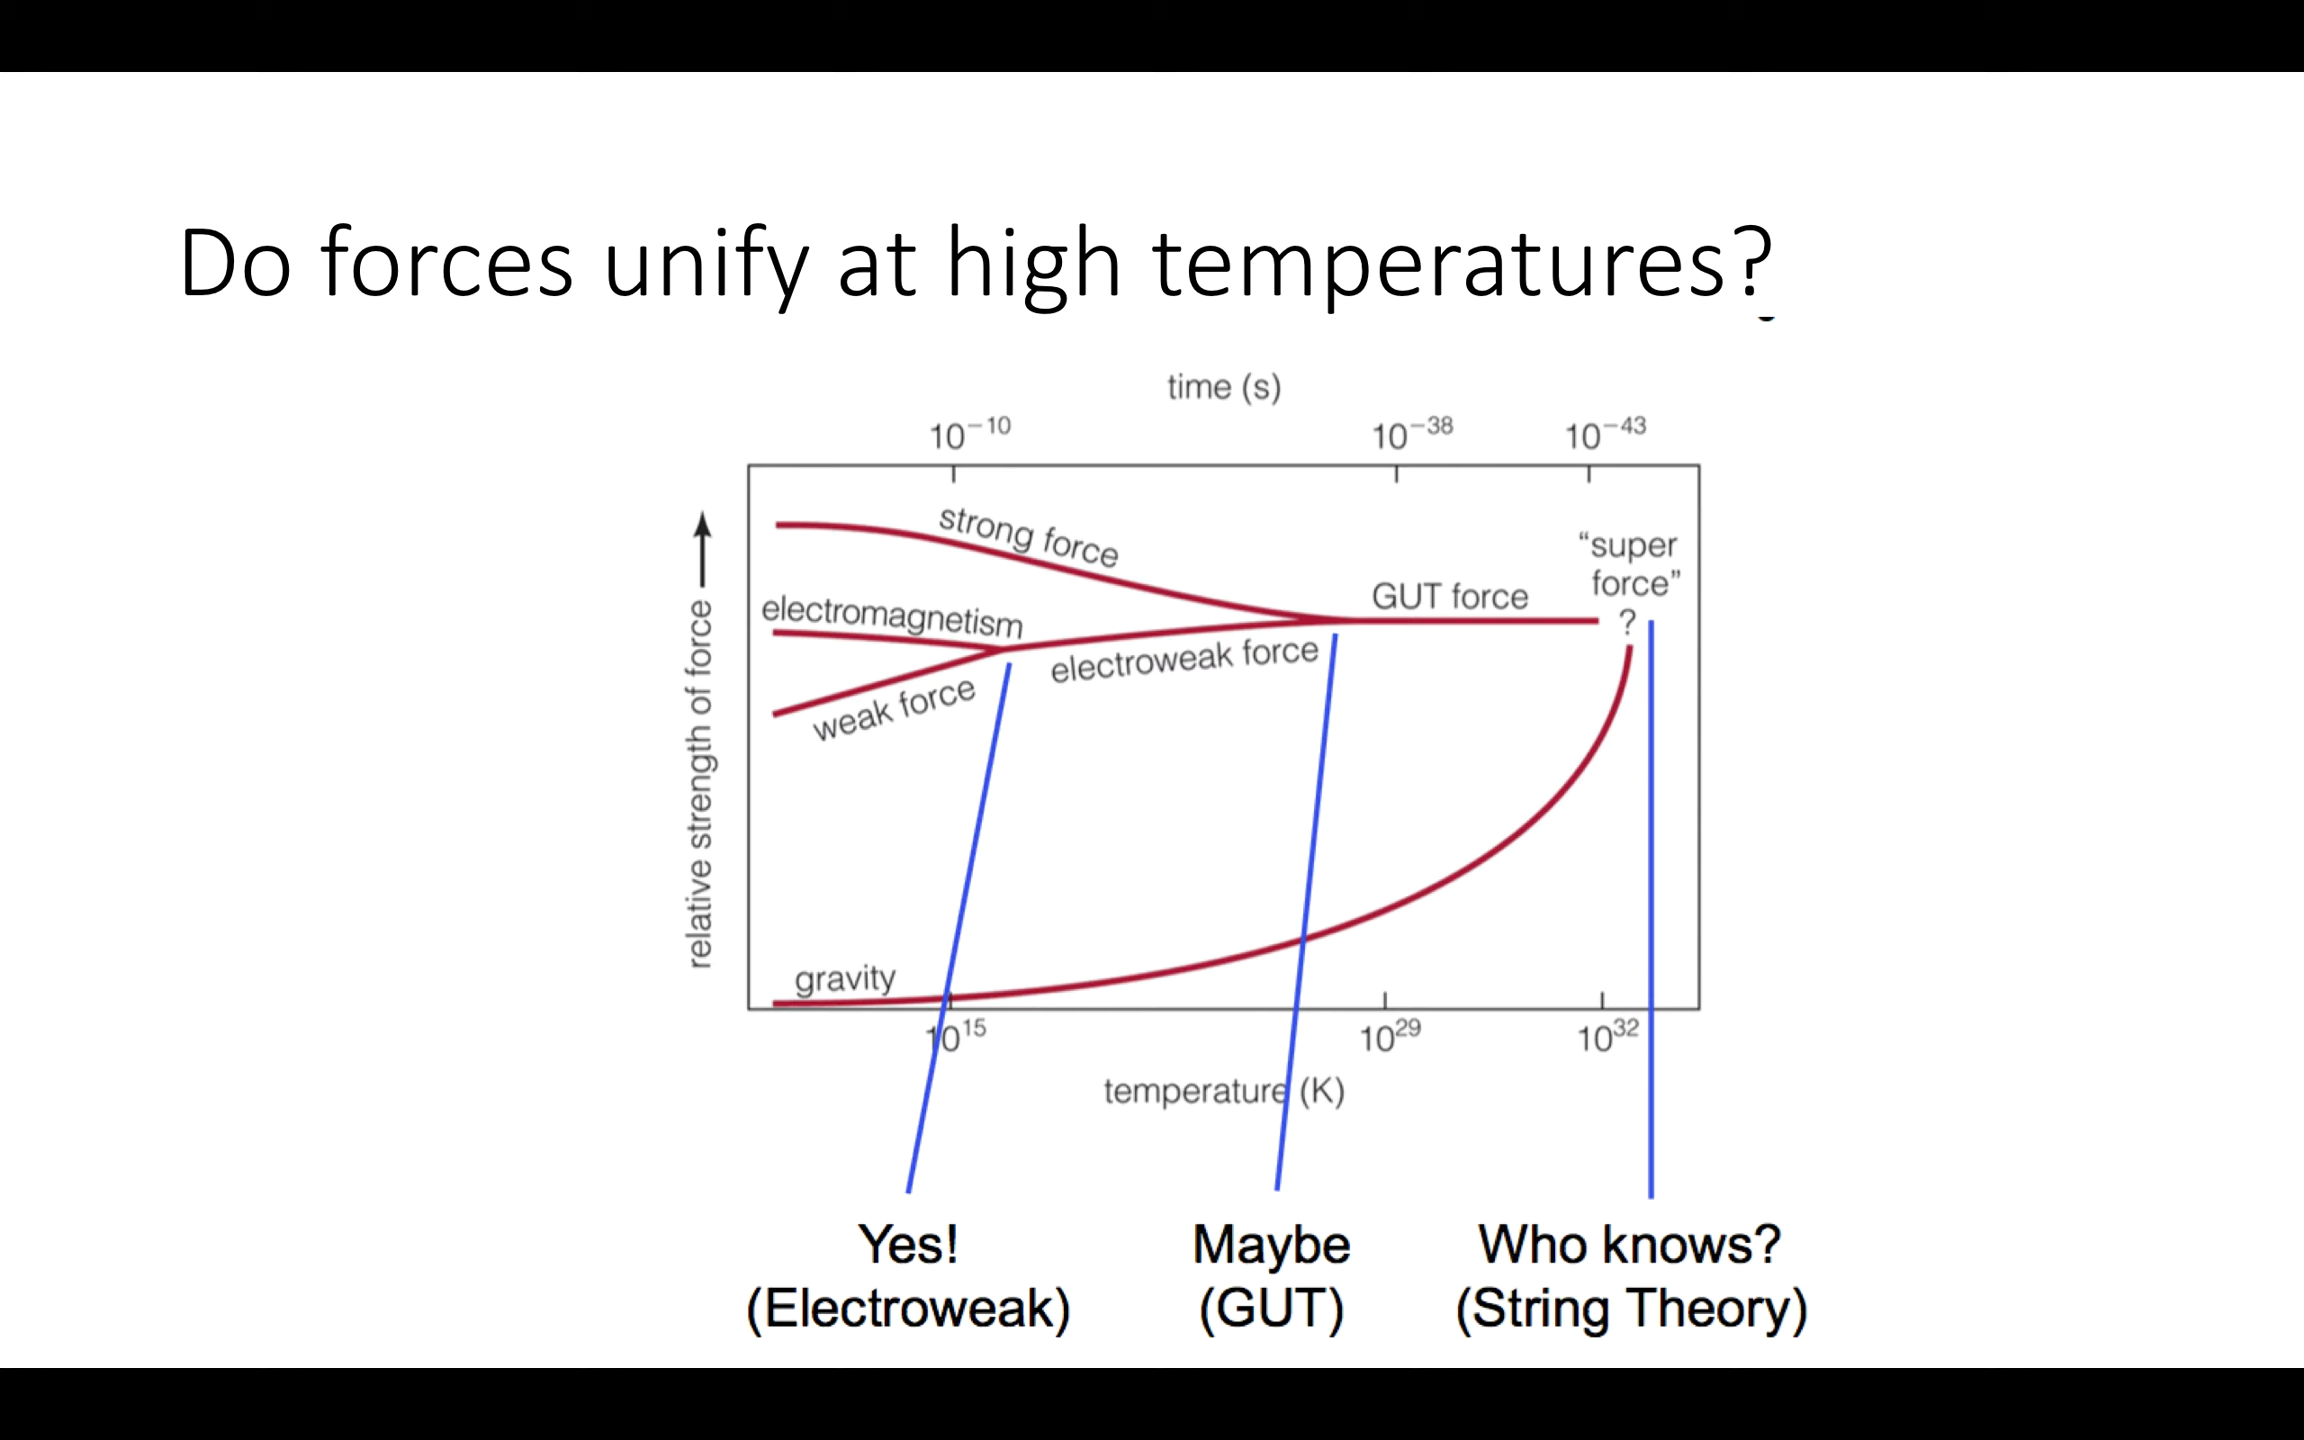 Do forces unify at high temperatures?
time (s)
10⁻¹⁰
10⁻³⁸
10⁻⁴³
relative strength of force
strong force
electromagnetism
weak force
electroweak force
GUT force
“super
force”
?
gravity
10¹⁵
10²⁹
10³²
temperature (K)
Yes!
(Electroweak)
Maybe
(GUT)
Who knows?
(String Theory)